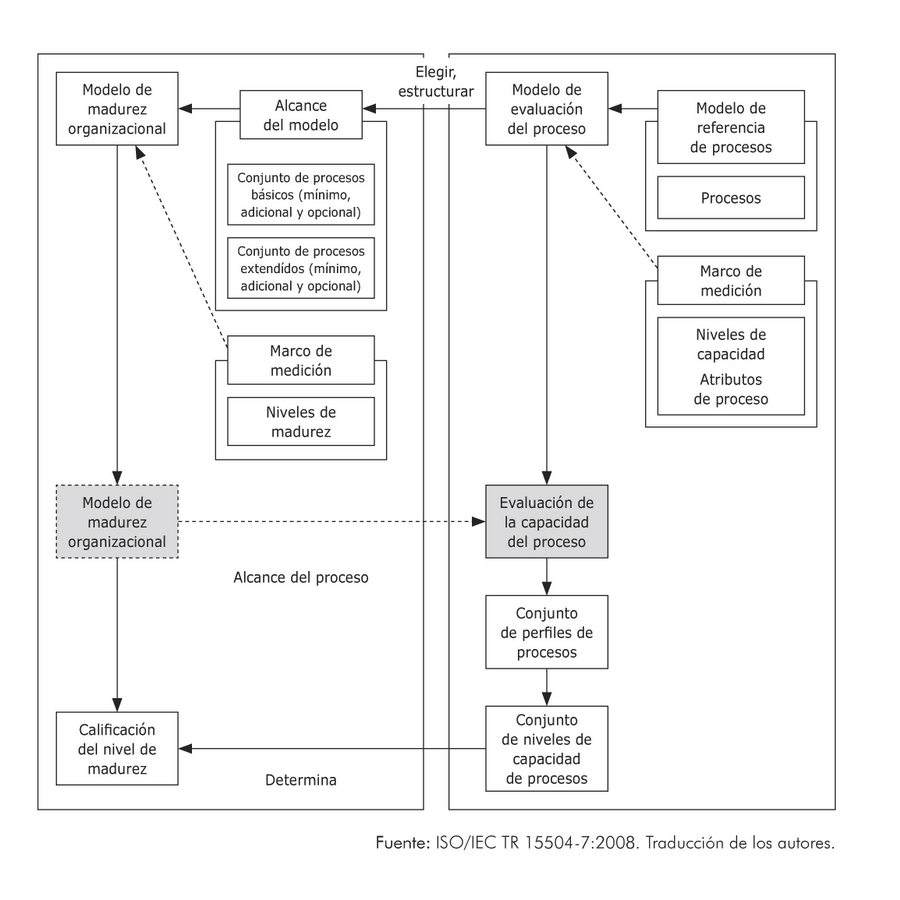 Elegir,
estructurar
Modelo de
madurez
organizacional
Alcance
del modelo
Conjunto de procesos
básicos (mínimo,
adicional y opcional)
Conjunto de procesos
extendídos (mínimo,
adicional y opcional)
Marco de
medición
Niveles de
madurez
Modelo de
madurez
organizacional
Alcance del proceso
Calificación
del nivel de
madurez
Determina
Modelo de
evaluación
del proceso
Modelo de
referencia
de procesos
Procesos
Marco de
medición
Niveles de
capacidad
Atributos
de proceso
Evaluación de
la capacidad
del proceso
Conjunto
de perfiles de
procesos
Conjunto
de niveles de
capacidad
de procesos
Fuente: ISO/IEC TR 15504-7:2008. Traducción de los autores.